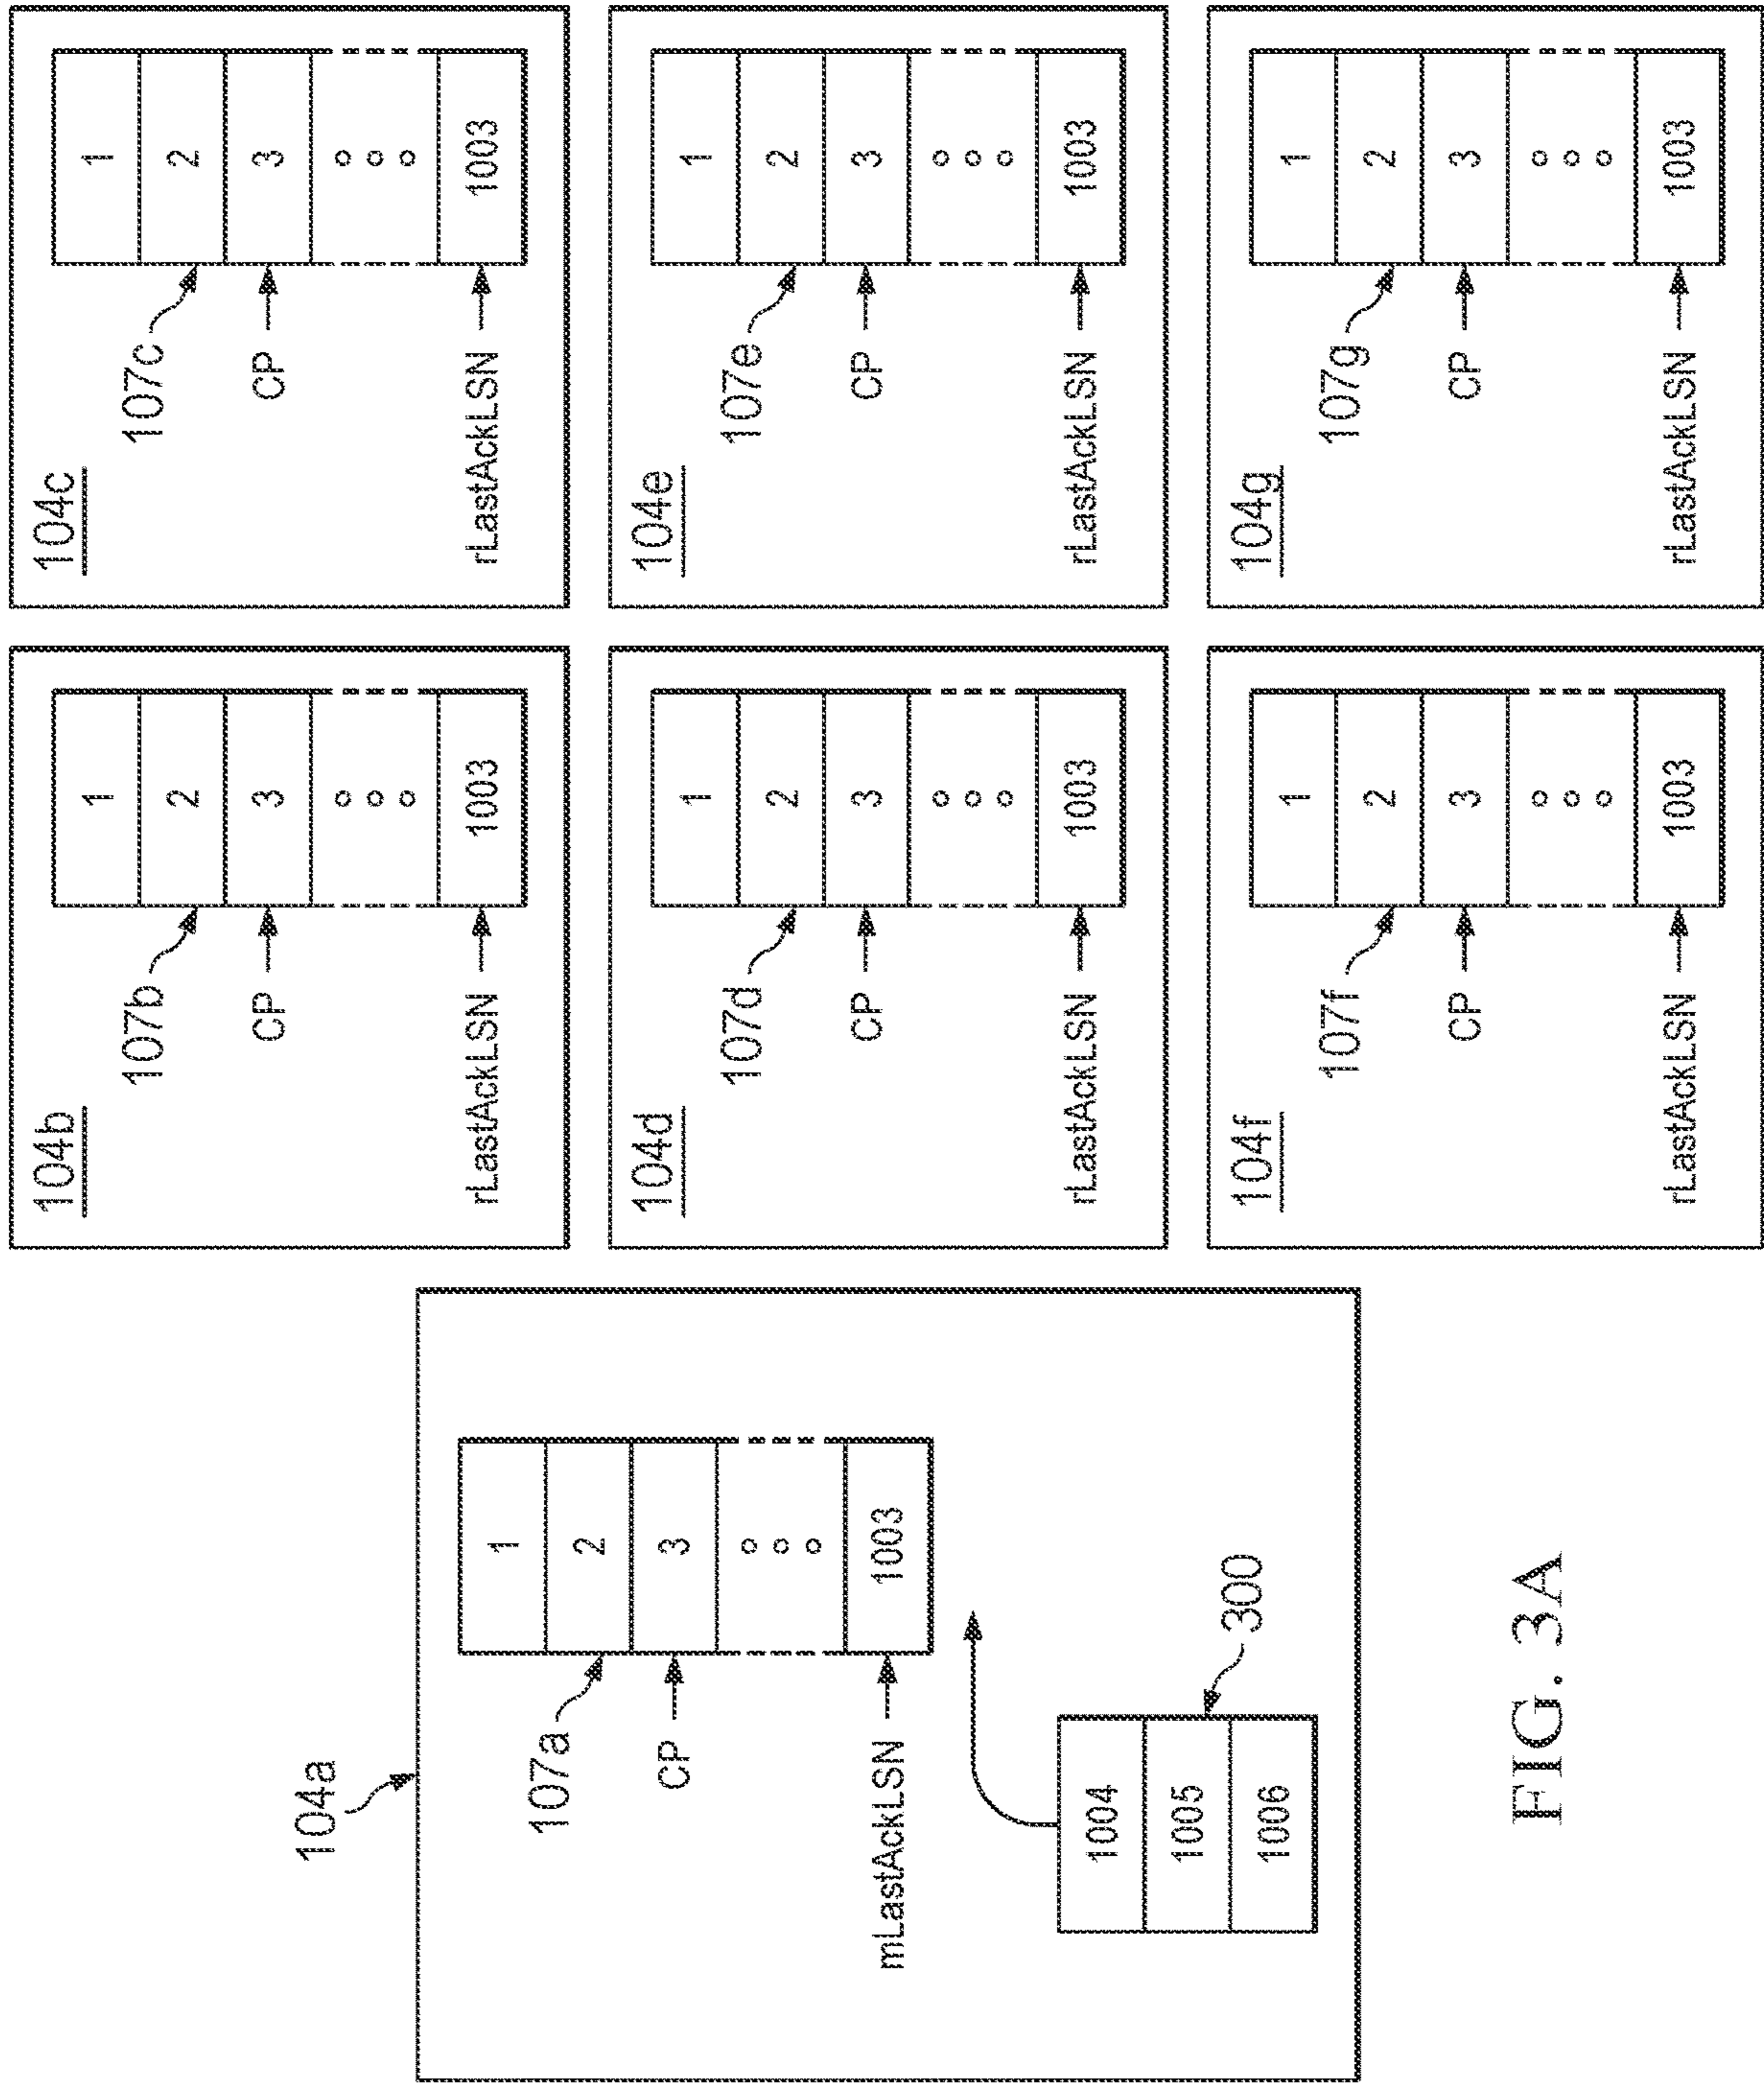 104a
107a
1
2
CP
3
mLastAckLSN
1003
1004
1005
1006
300
104b
107b
1
2
CP
3
rLastAckLSN
1003
104c
107c
1
2
CP
3
rLastAckLSN
1003
104d
107d
1
2
CP
3
rLastAckLSN
1003
104e
107e
1
2
CP
3
rLastAckLSN
1003
104f
107f
1
2
CP
3
rLastAckLSN
1003
104g
107g
1
2
CP
3
rLastAckLSN
1003
FIG. 3A